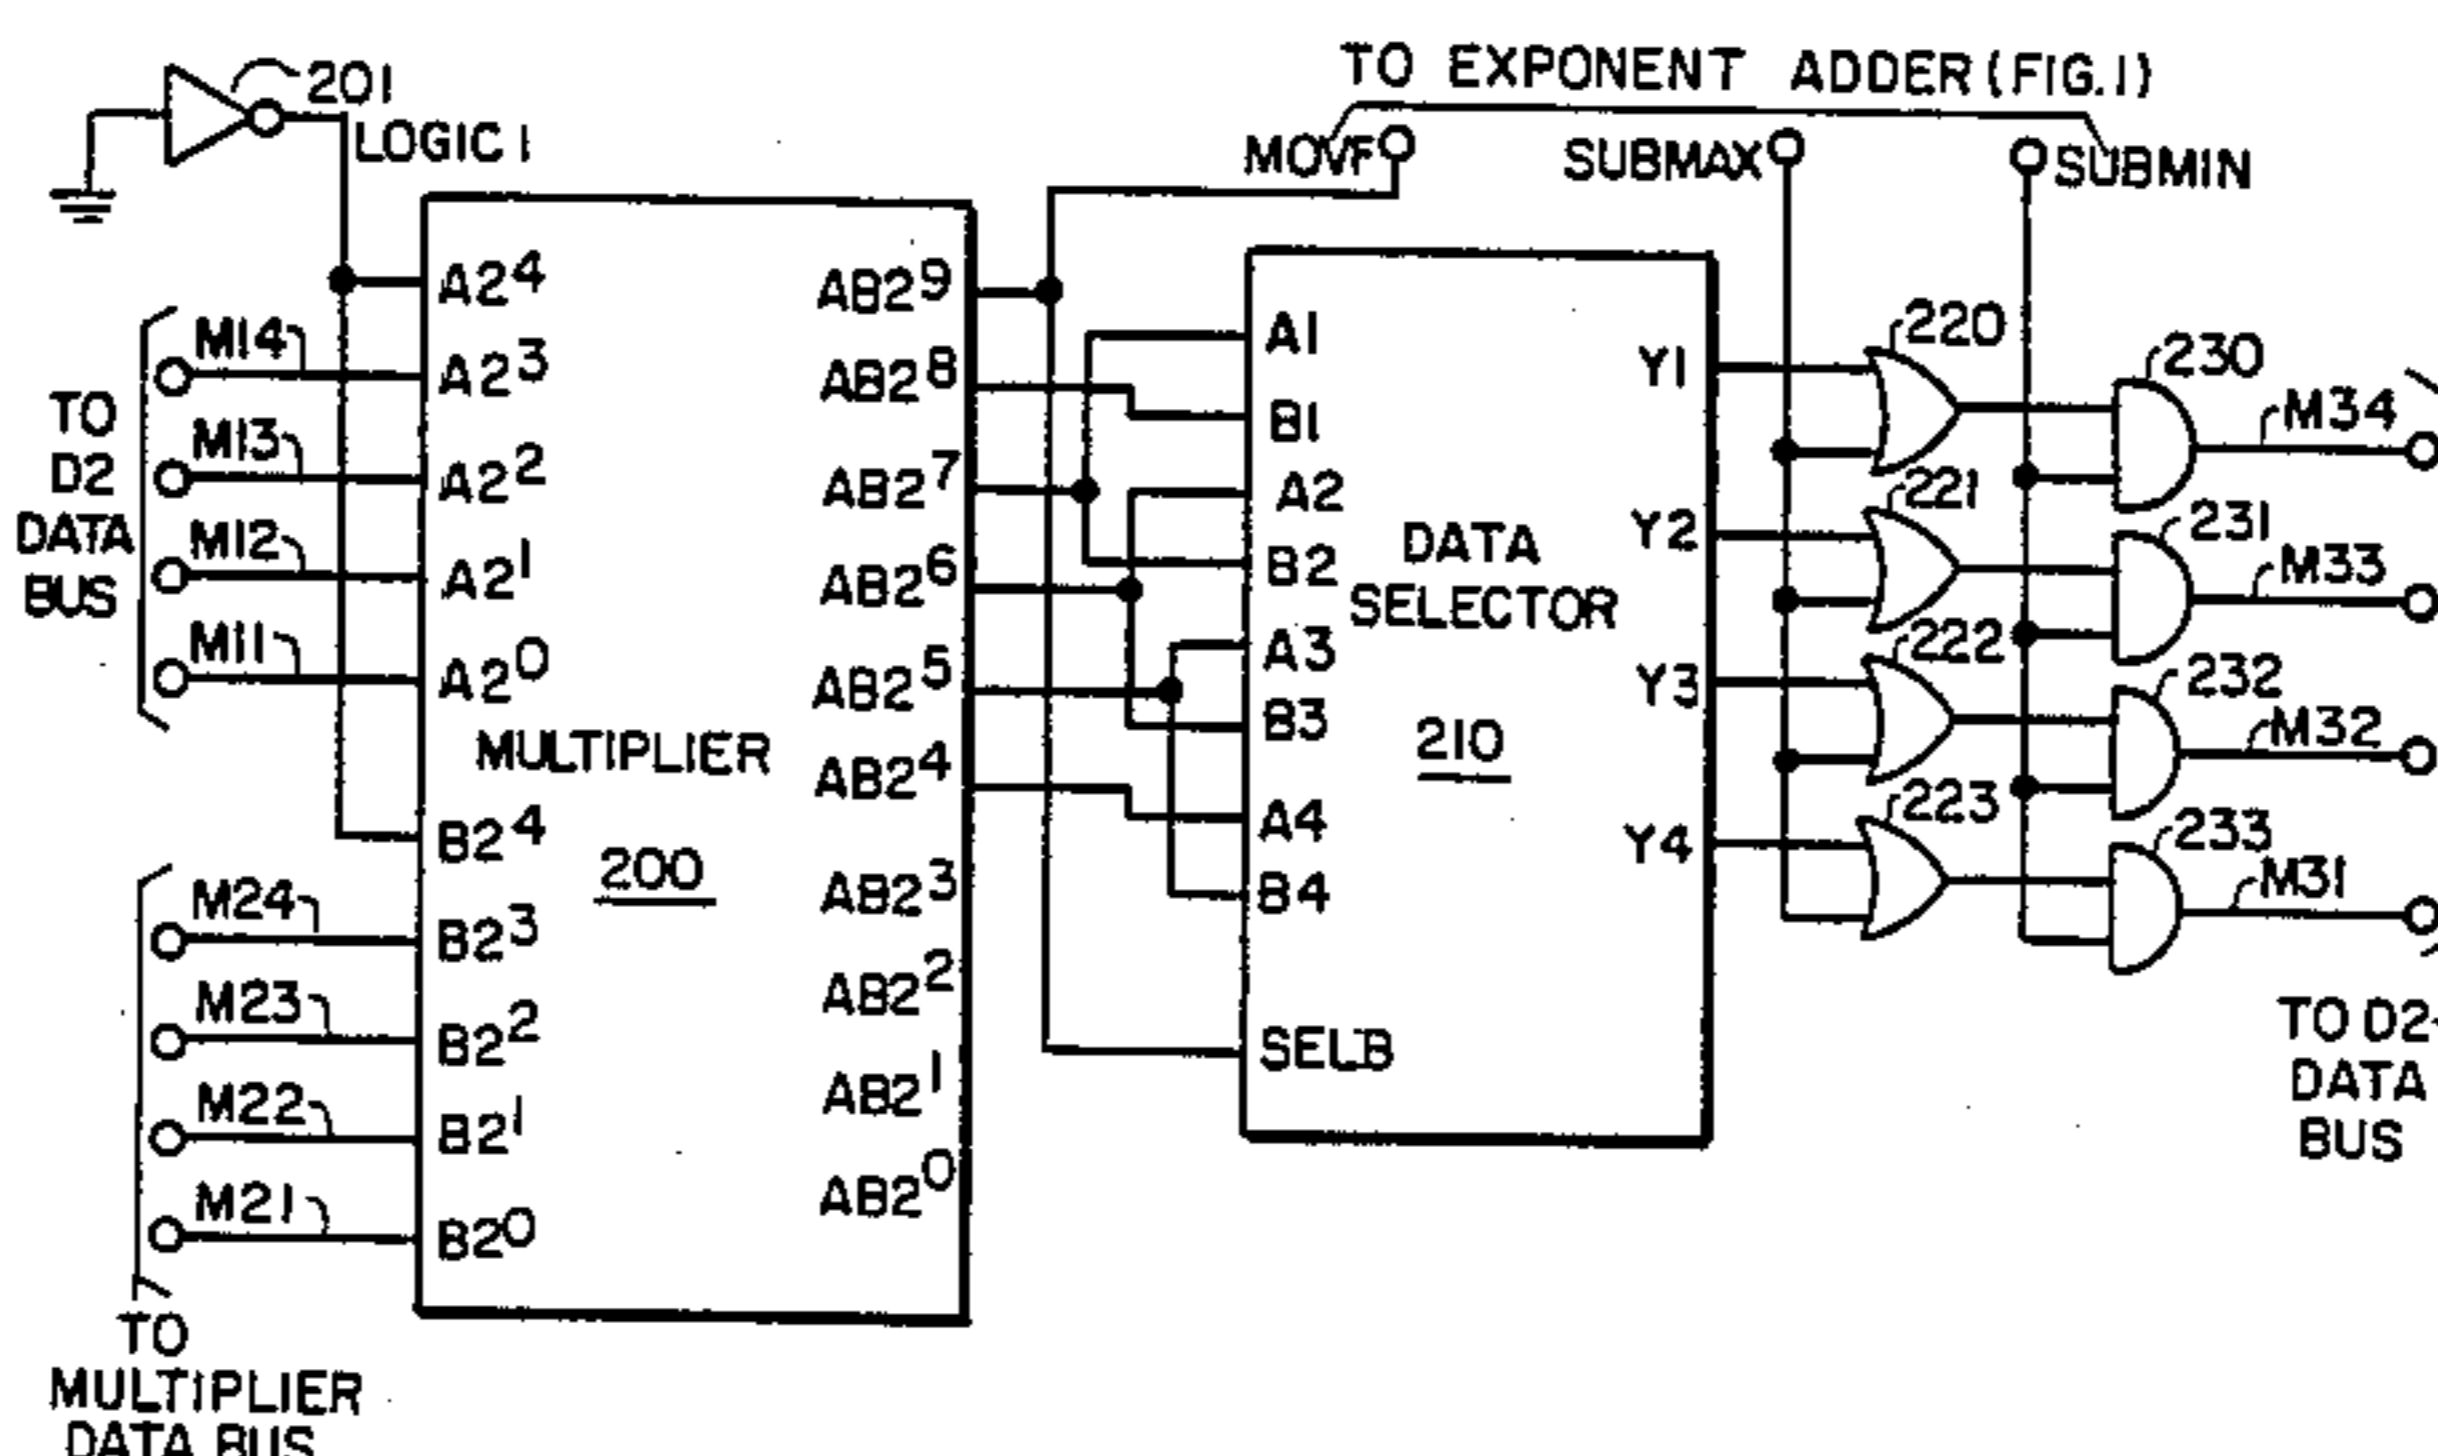 TO EXPONENT ADDER (FIG. 1)
201
LOGIC 1
MOVF
SUBMAX
SUBMIN
TO
D2
DATA
BUS
M14
M13
M12
M11
A2⁴
A2³
A2²
A2¹
A2⁰
MULTIPLIER
200
B2⁴
B2³
B2²
B2¹
B2⁰
M24
M23
M22
M21
TO
MULTIPLIER
DATA BUS
AB2⁹
AB2⁸
AB2⁷
AB2⁶
AB2⁵
AB2⁴
AB2³
AB2²
AB2¹
AB2⁰
A1
B1
A2
B2
A3
B3
A4
B4
SELB
DATA
SELECTOR
210
Y1
Y2
Y3
Y4
220
221
222
223
230
231
232
233
M34
M33
M32
M31
TO D2
DATA
BUS